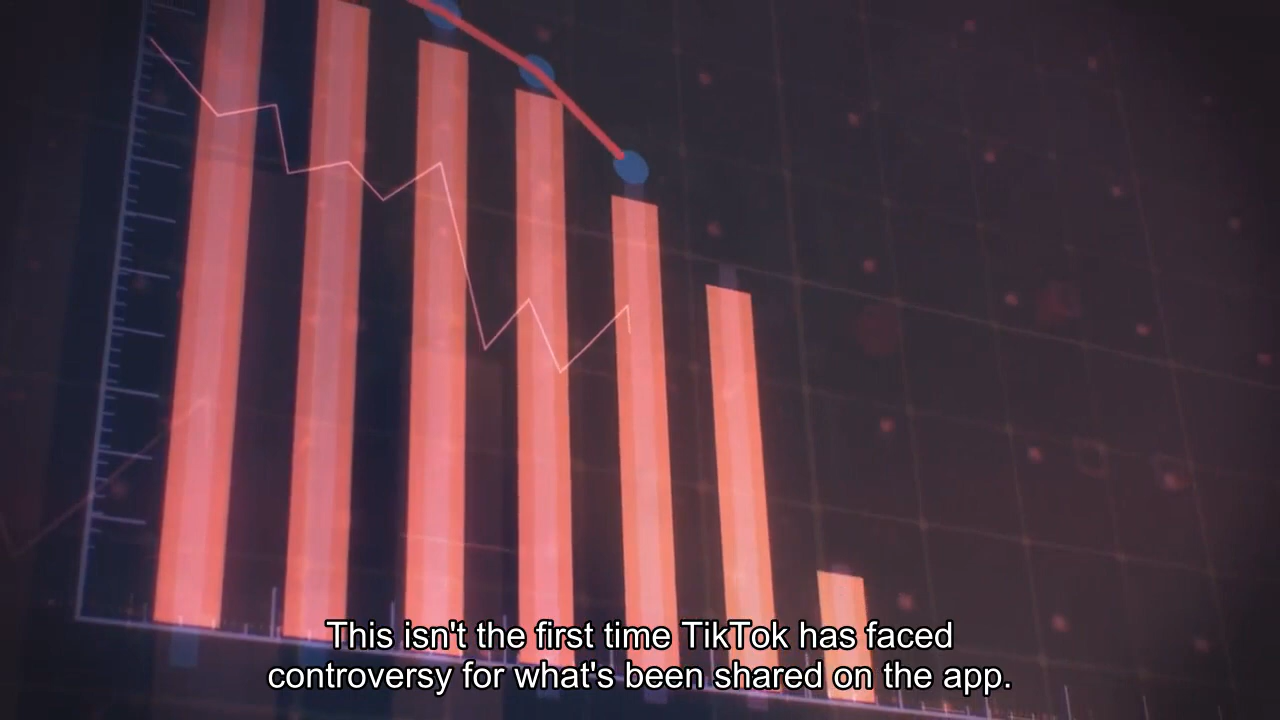 This isn't the first time TikTok has faced
controversy for what's been shared on the app.